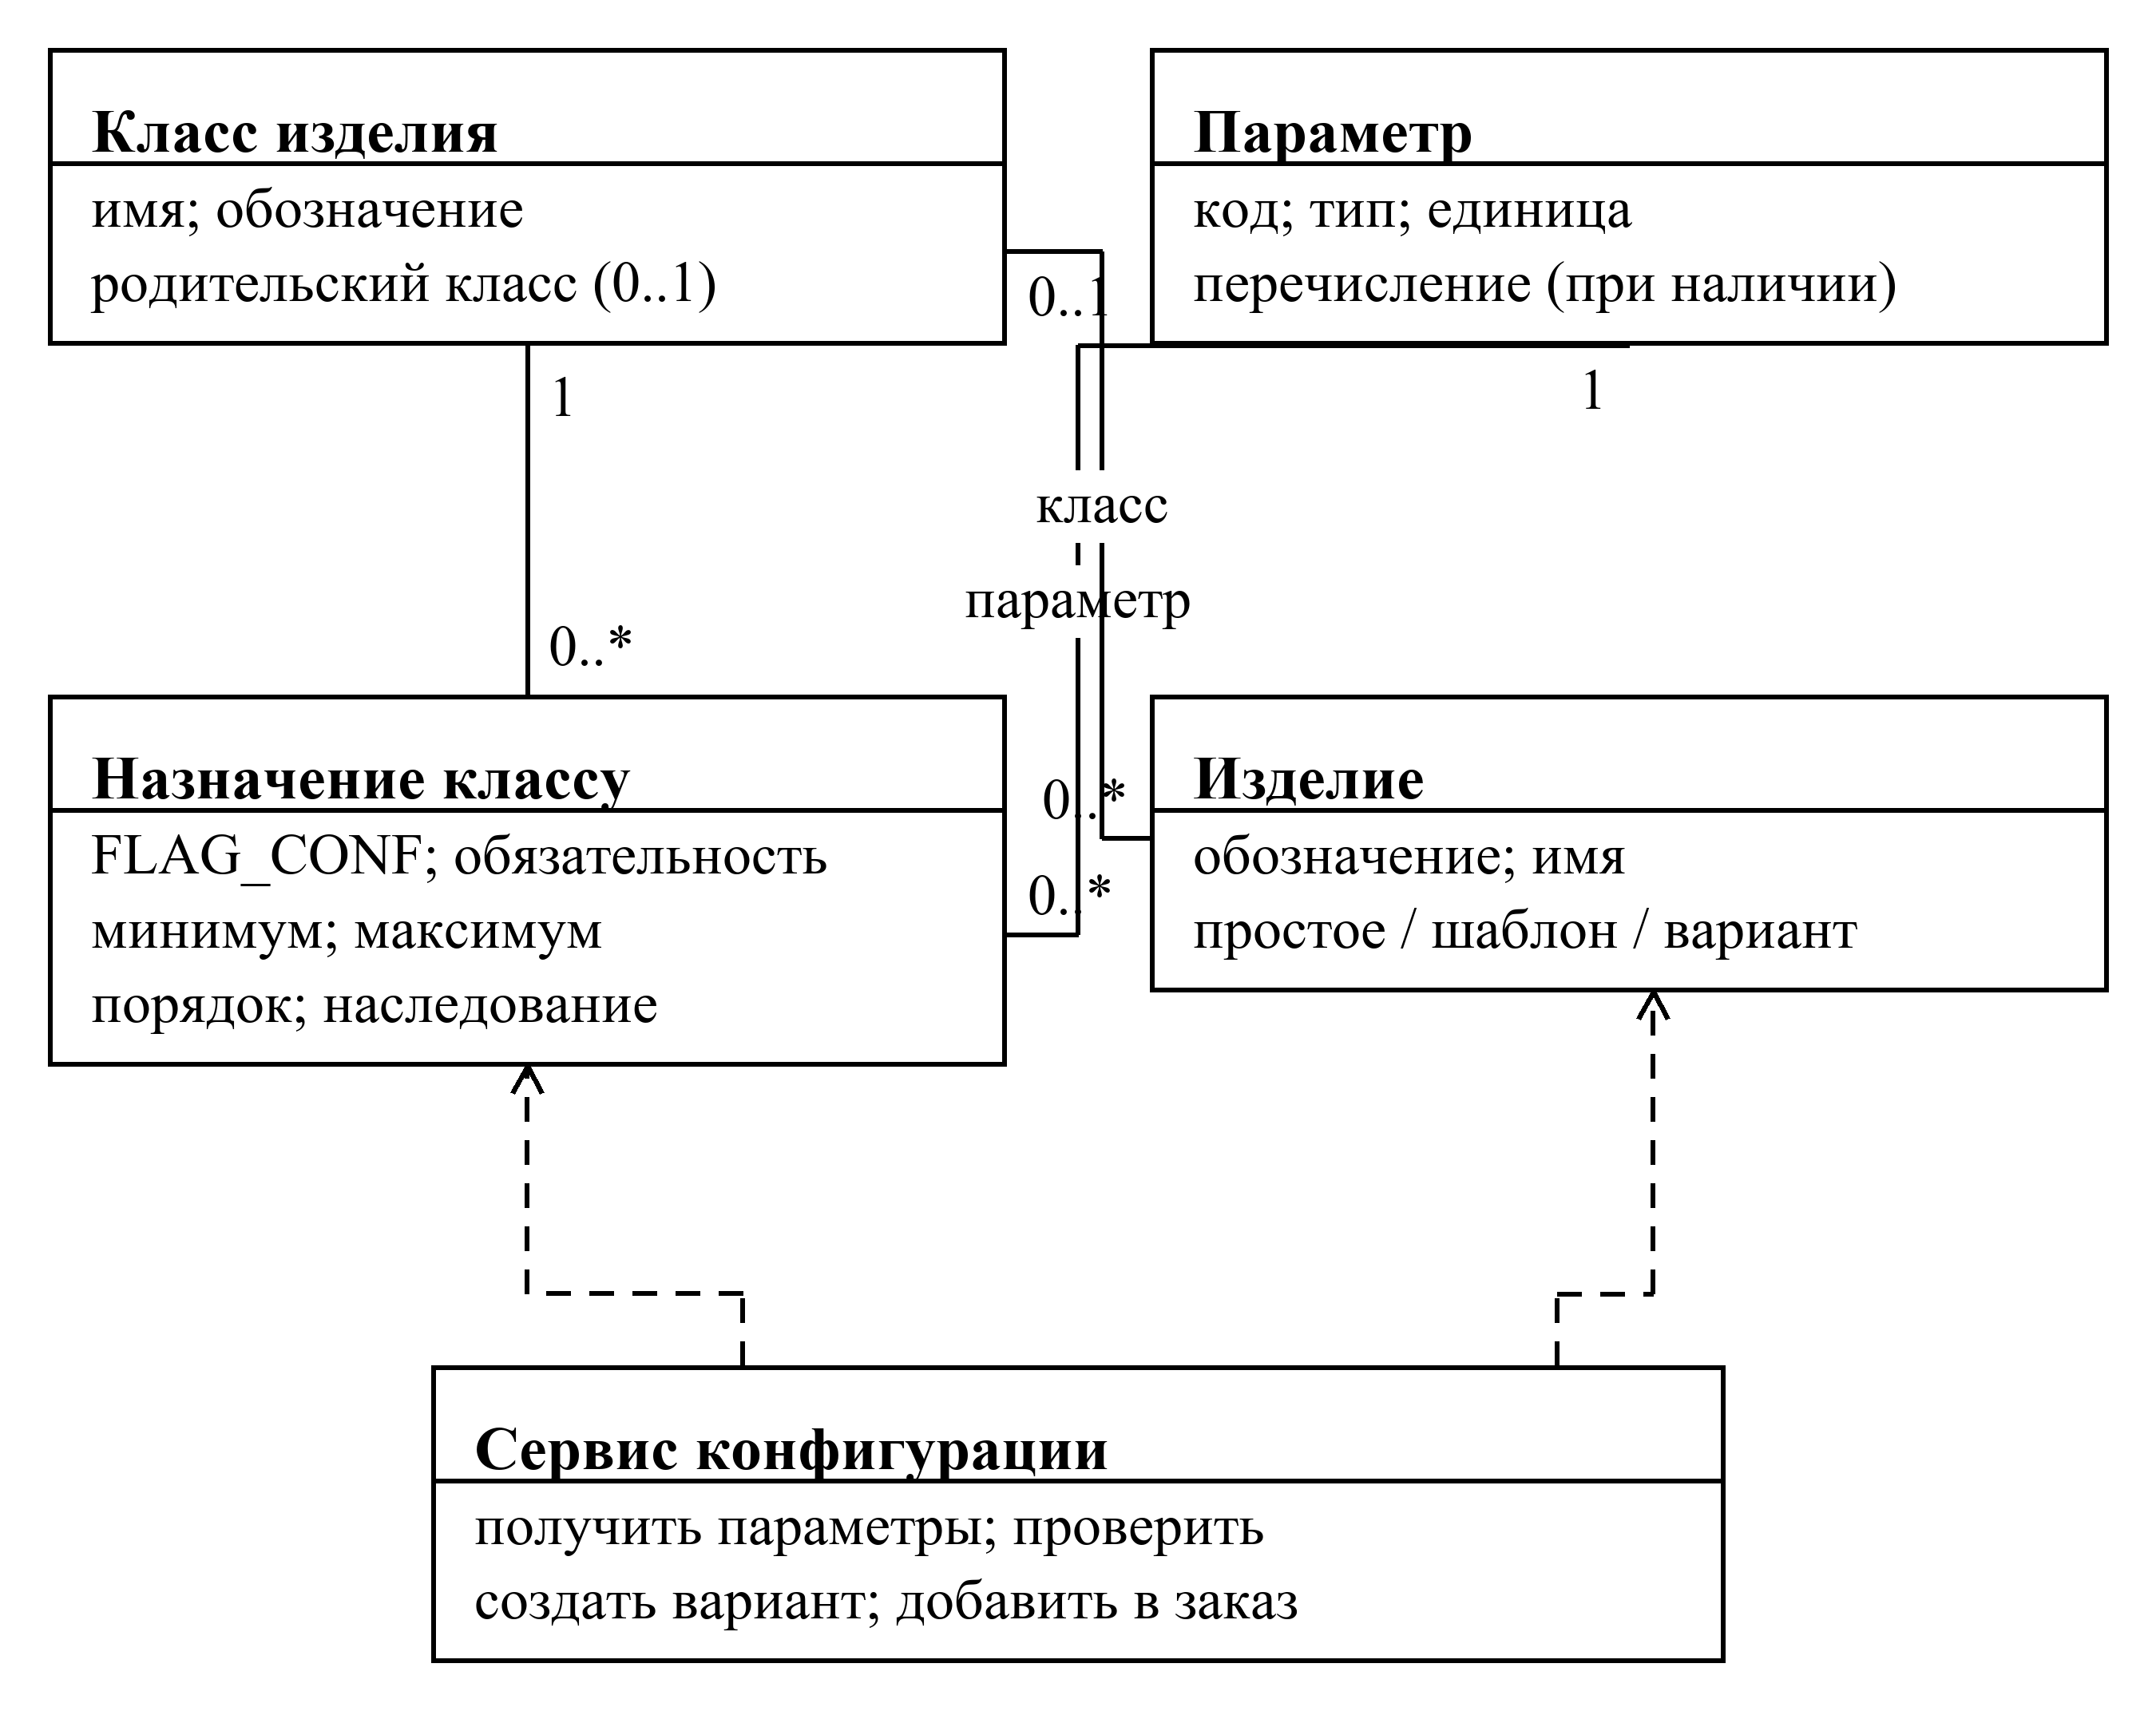 Класс изделия
имя; обозначение
родительский класс (0..1)
Параметр
код; тип; единица
перечисление (при наличии)
0..1
1
1
класс
параметр
0..*
Назначение классу
FLAG_CONF; обязательность
минимум; максимум
порядок; наследование
0..*
0..*
Изделие
обозначение; имя
простое / шаблон / вариант
Сервис конфигурации
получить параметры; проверить
создать вариант; добавить в заказ